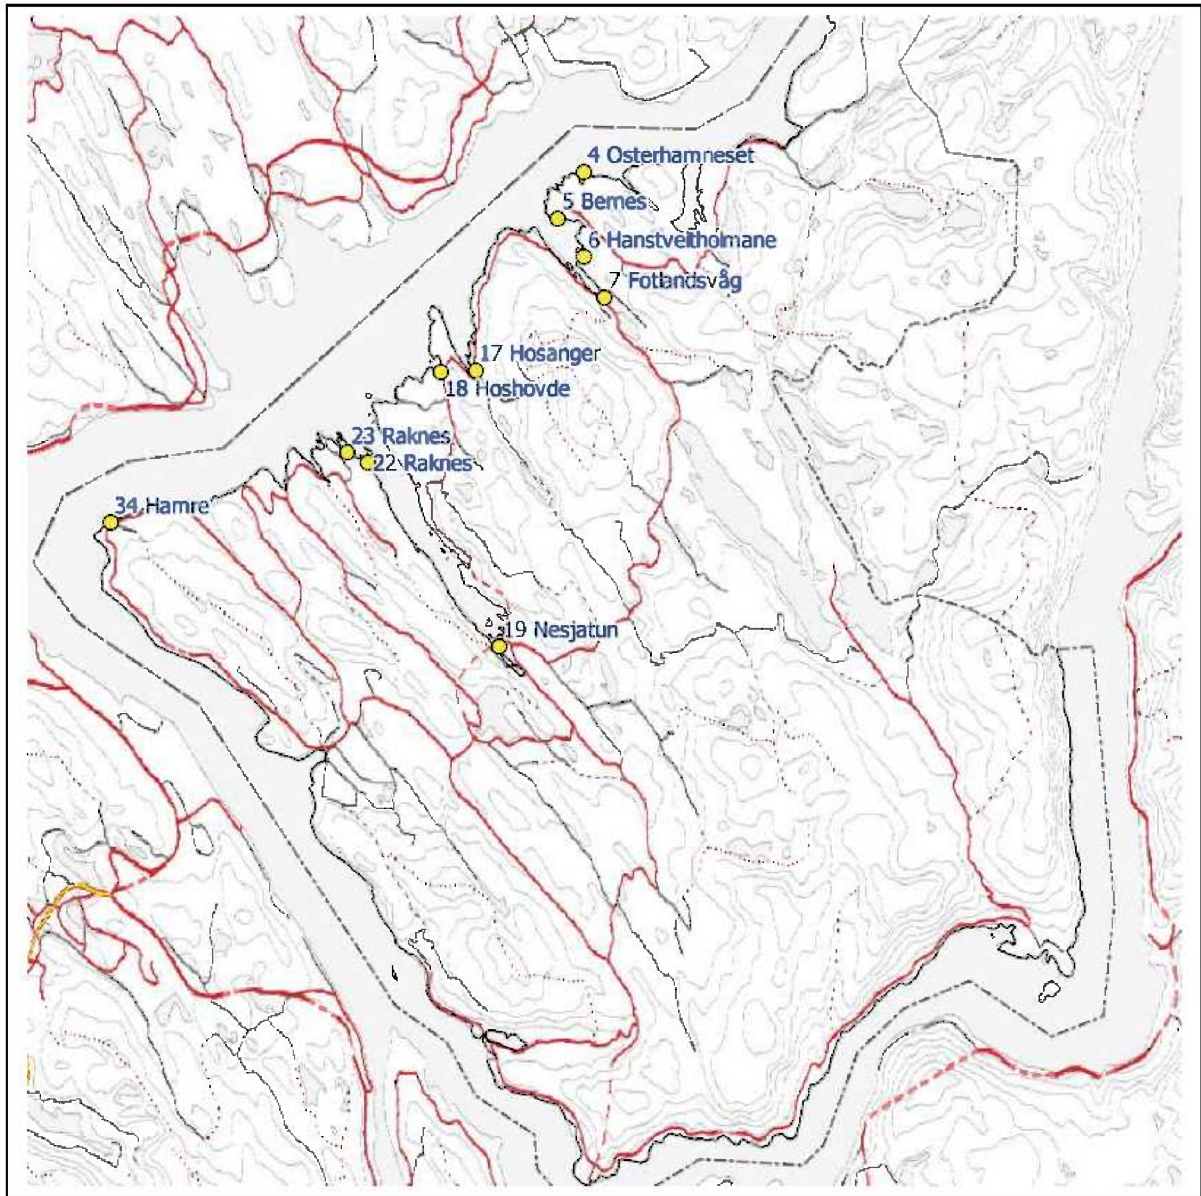 4 Osterhamneset
5 Bernes
6 Hanstveitholmane
7 Fotlandsvåg
17 Hosanger
18 Hoshovde
23 Raknes
22 Raknes
34 Hamre
19 Nesjatun